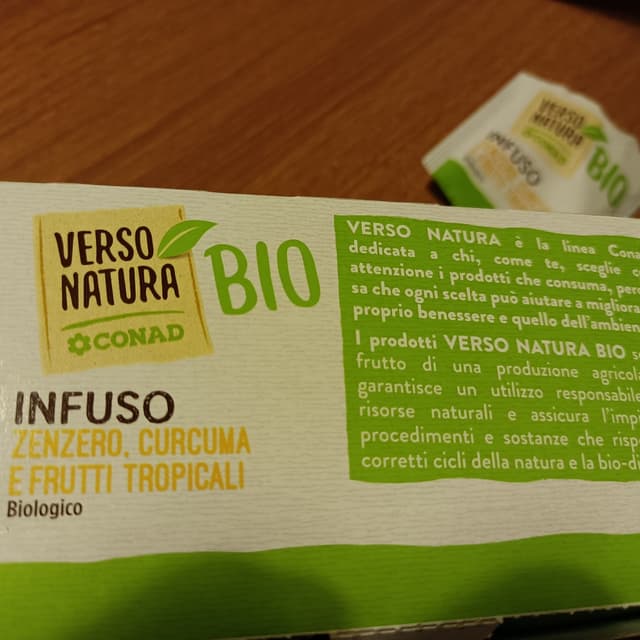 VERSO
NATURA
CONAD
BIO
INFUSO
ZENZERO, CURCUMA
E FRUTTI TROPICALI
Biologico
VERSO NATURA è la linea
dedicata a chi, come te, sceglie
attenzione i prodotti che consuma,
sa che ogni scelta può aiutare a
proprio benessere e quello
I prodotti VERSO NATURA BIO
frutto di una produzione
garantisce un utilizzo responsabile
risorse naturali e assicura
procedimenti e sostanze che
corretti cicli della natura e la
VERSO
NATURA
BIO
INFUSO